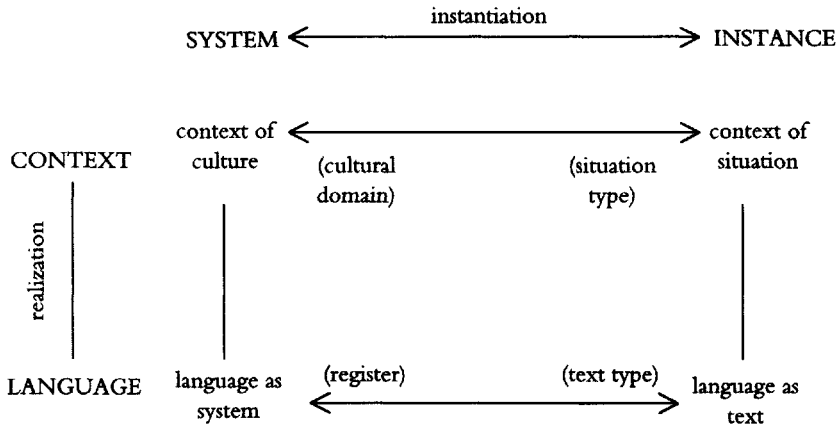 instantiation
SYSTEM INSTANCE
context of culture
context of situation
CONTEXT
(cultural domain)
(situation type)
realization
LANGUAGE
language as system
(register)
(text type)
language as text